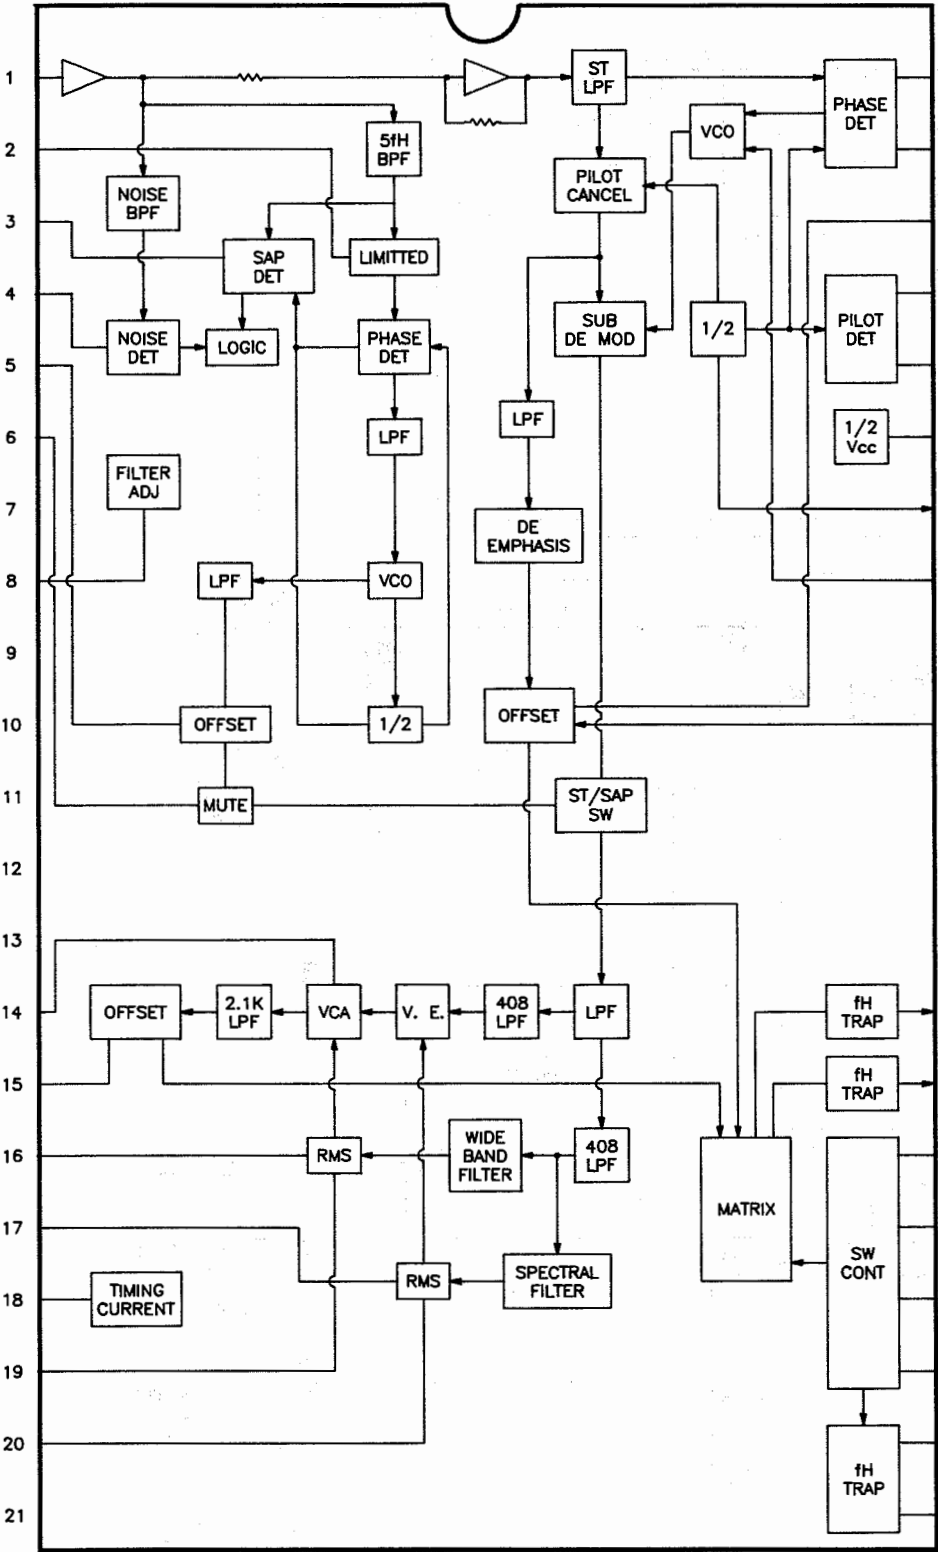 1
ST
LPF
PHASE
DET
VCO
5fH
BPF
2
PILOT
CANCEL
NOISE
BPF
3
SAP
DET
LIMITTED
4
SUB
DE MOD
1/2
PILOT
DET
NOISE
DET
LOGIC
PHASE
DET
5
LPF
1/2
Vcc
LPF
6
FILTER
ADJ
7
DE
EMPHASIS
8
LPF
VCO
9
OFFSET
10
OFFSET
1/2
11
MUTE
ST/SAP
SW
12
13
14
OFFSET
2.1K
LPF
VCA
V. E.
408
LPF
LPF
fH
TRAP
15
fH
TRAP
16
RMS
WIDE
BAND
FILTER
408
LPF
MATRIX
17
SW
CONT
RMS
SPECTRAL
FILTER
18
TIMING
CURRENT
19
20
fH
TRAP
21